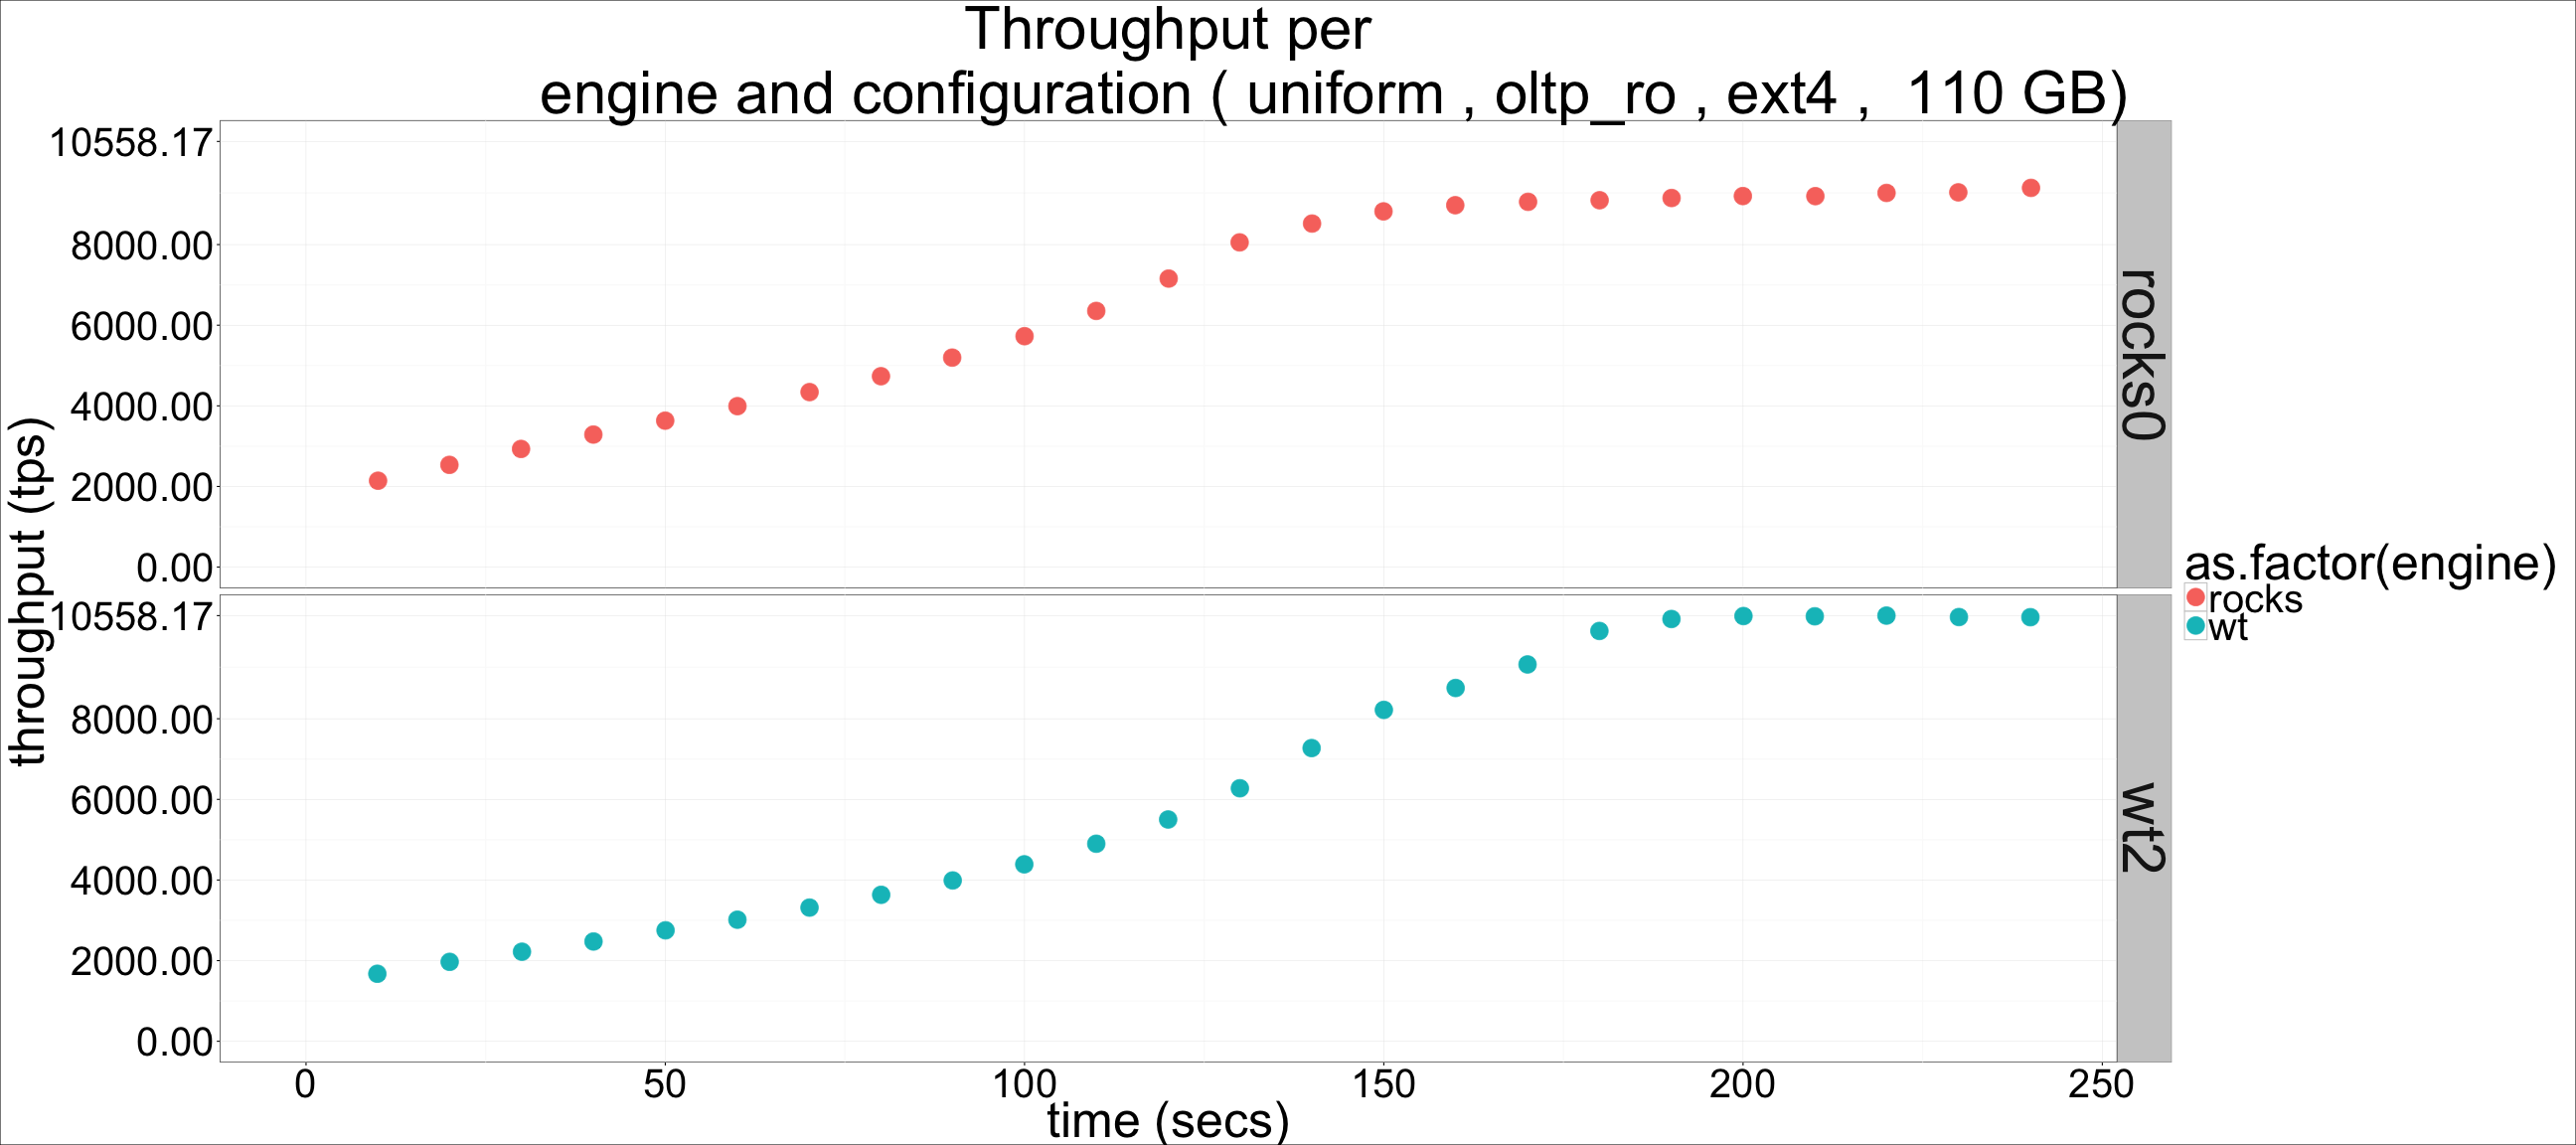 Throughput per
engine and configuration ( uniform , oltp_ro , ext4 ,  110 GB)
throughput (tps)
10558.17
8000.00
6000.00
4000.00
2000.00
0.00
rocks0
10558.17
8000.00
6000.00
4000.00
2000.00
0.00
wt2
0
50
100
150
200
250
time (secs)
as.factor(engine)
rocks
wt